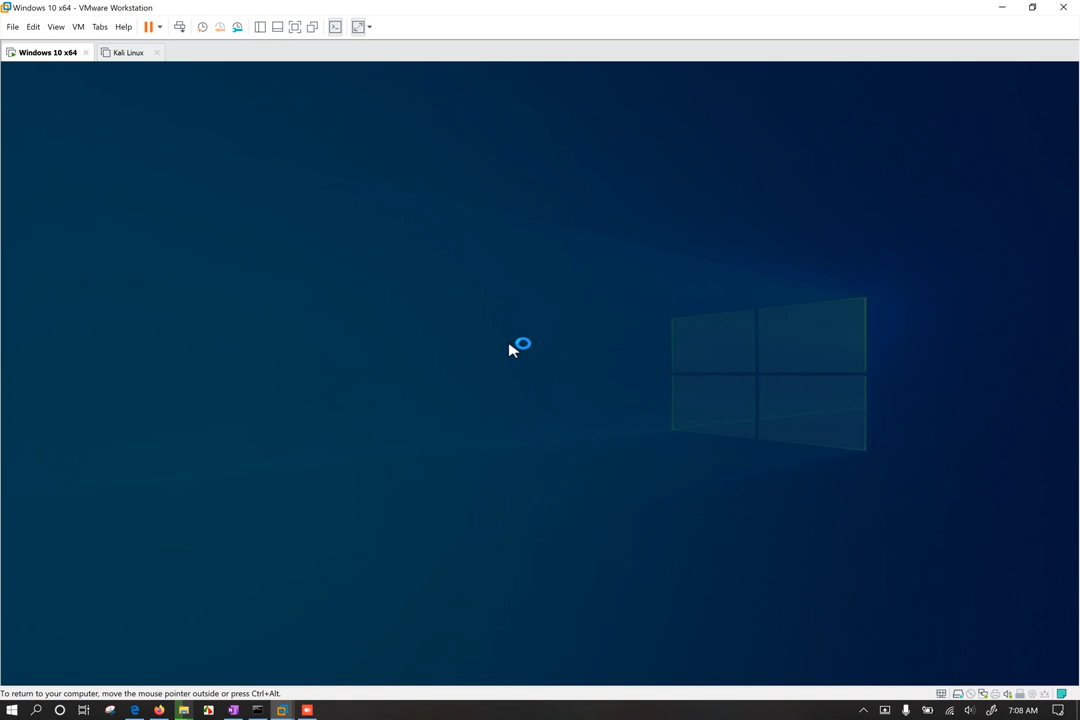 Windows 10 x64 - VMware Workstation
File Edit View VM Tabs Help
Windows 10 x64 Kali Linux
To return to your computer, move the mouse pointer outside or press Ctrl+Alt.
7:08 AM